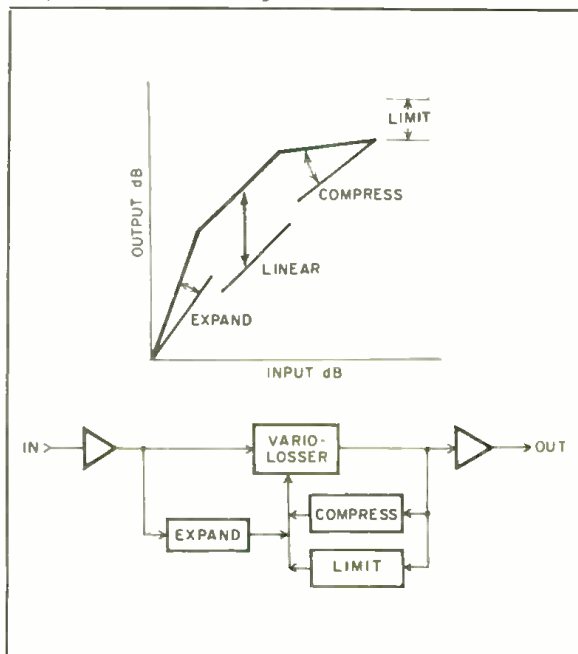 LIMIT
COMPRESS
OUTPUT dB
LINEAR
EXPAND
INPUT dB
IN
VARIO-
LOSSER
OUT
COMPRESS
EXPAND
LIMIT